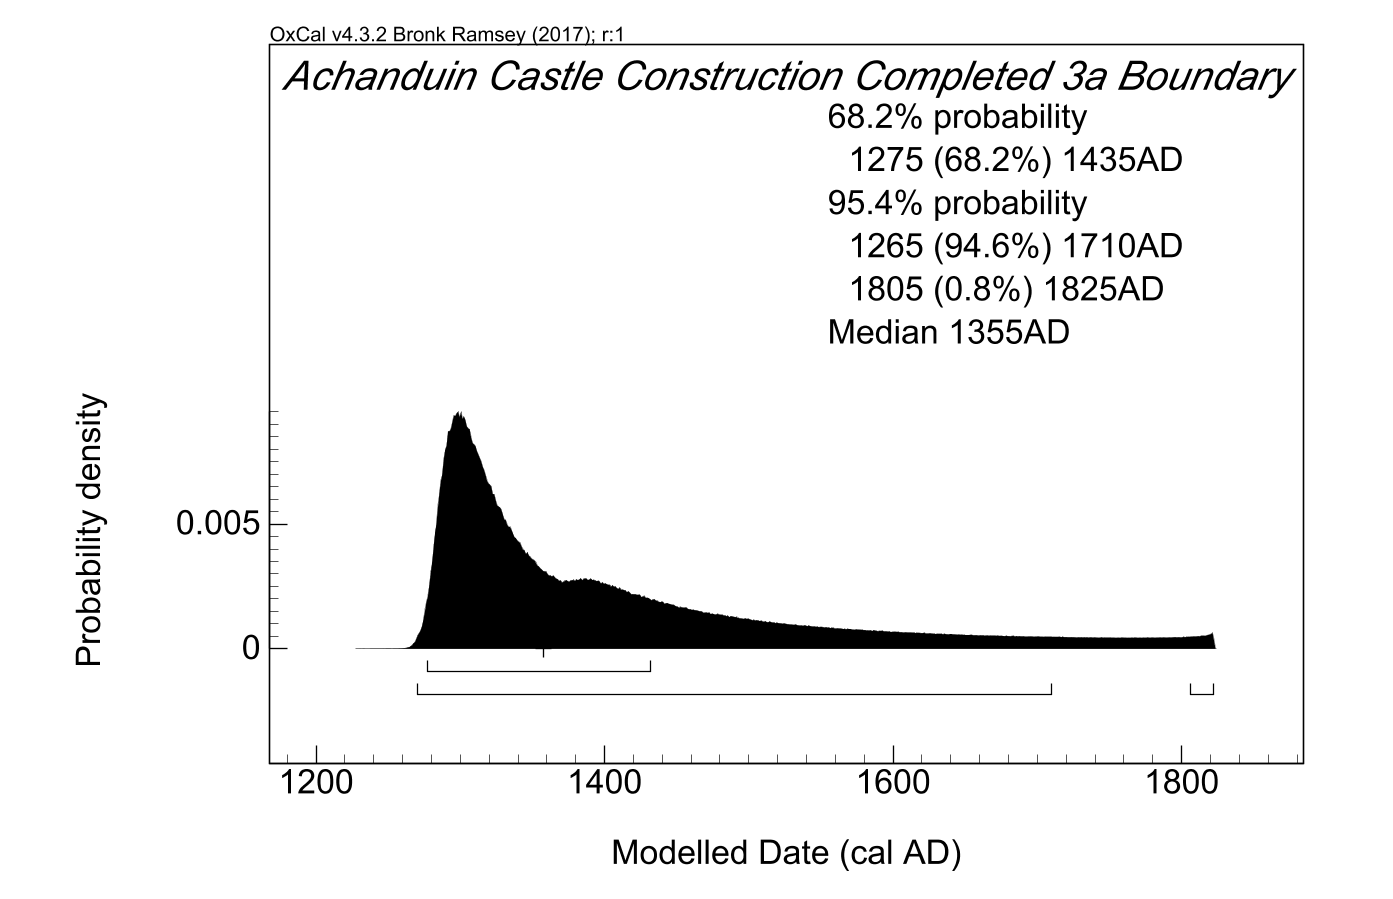 OxCal v4.3.2 Bronk Ramsey (2017); r:1
Achanduin Castle Construction Completed 3a Boundary
68.2% probability
1275 (68.2%) 1435AD
95.4% probability
1265 (94.6%) 1710AD
1805 (0.8%) 1825AD
Median 1355AD
Probability density
0.005
0
1200 1400 1600 1800
Modelled Date (cal AD)